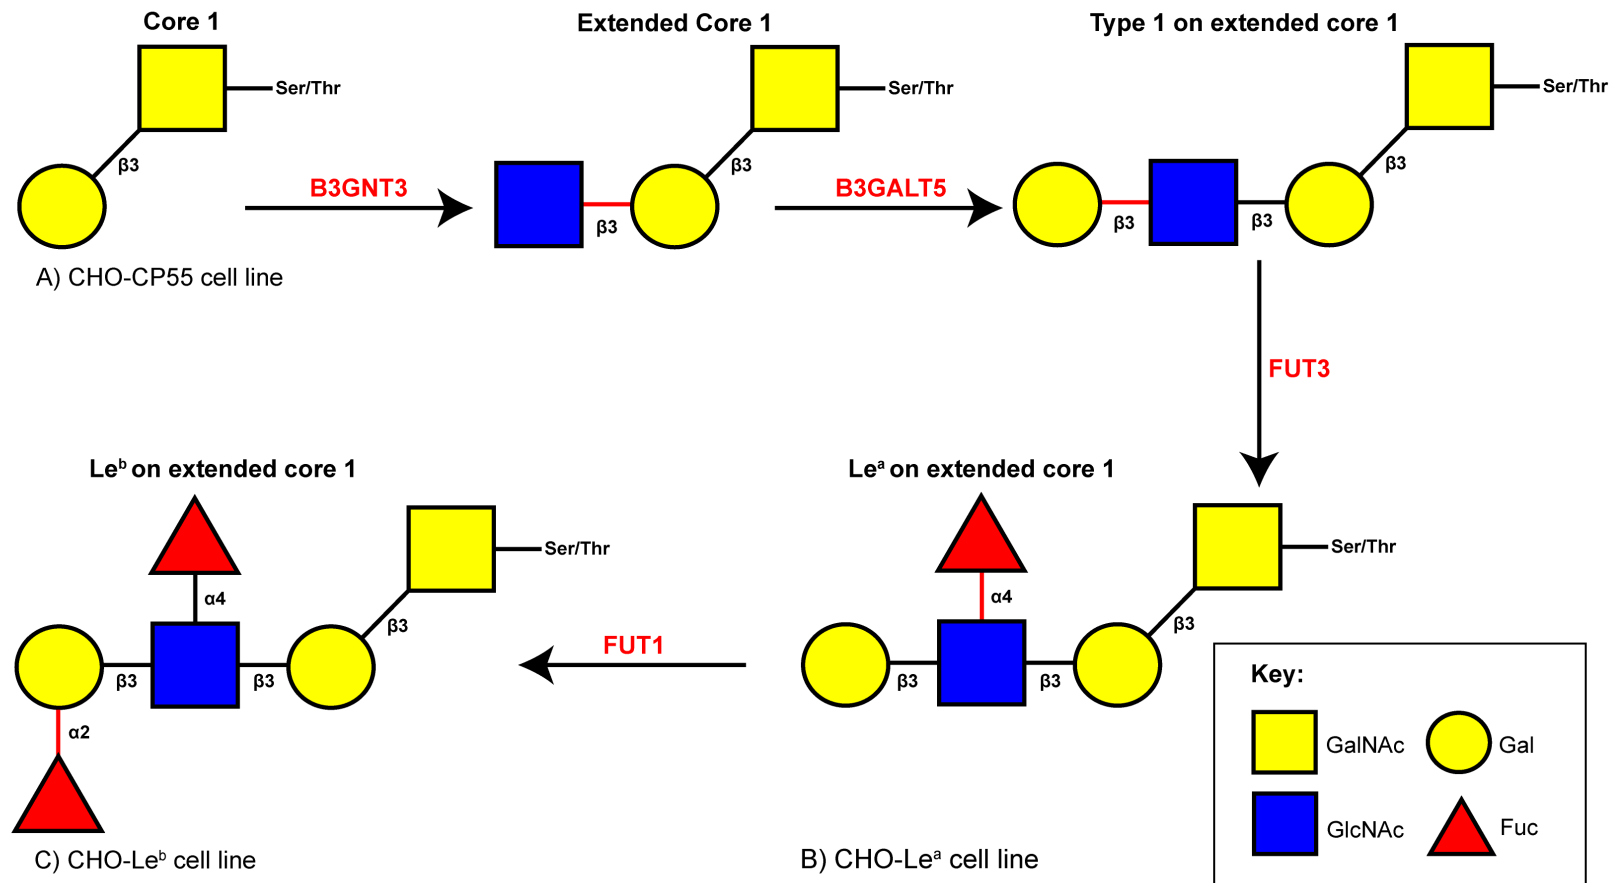 Core 1
Extended Core 1
Type 1 on extended core 1
Ser/Thr
Ser/Thr
Ser/Thr
β3
β3
β3
B3GNT3
B3GALT5
β3
β3
β3
A) CHO-CP55 cell line
FUT3
Leᵇ on extended core 1
Leᵃ on extended core 1
Ser/Thr
Ser/Thr
α4
α4
β3
β3
FUT1
β3
β3
β3
β3
α2
Key:
GalNAc
Gal
GlcNAc
Fuc
C) CHO-Leᵇ cell line
B) CHO-Leᵃ cell line